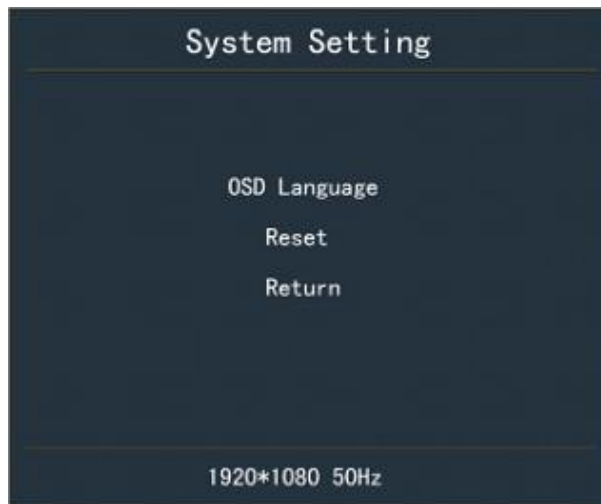 System Setting
OSD Language
Reset
Return
1920*1080 50Hz